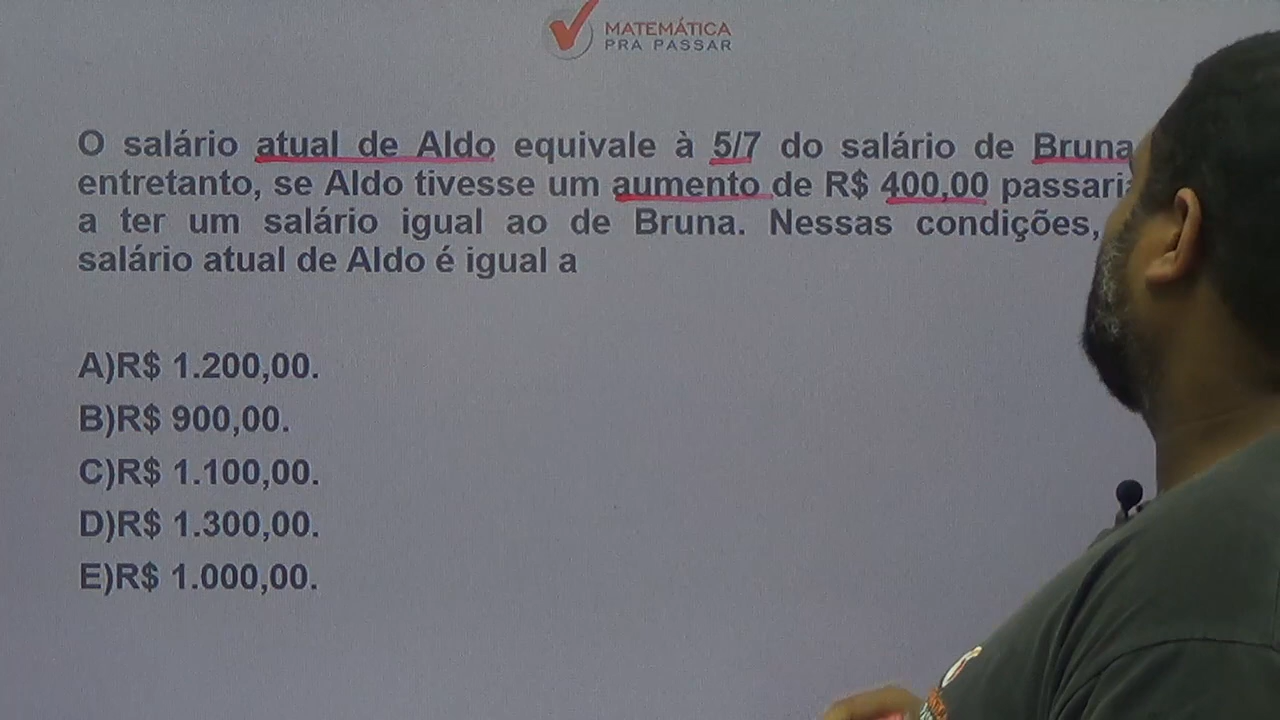 MATEMÁTICA
PRA PASSAR
O salário atual de Aldo equivale à 5/7 do salário de Bruna
entretanto, se Aldo tivesse um aumento de R$ 400,00
a ter um salário igual ao de Bruna. Nessas condições,
salário atual de Aldo é igual a
A)R$ 1.200,00.
B)R$ 900,00.
C)R$ 1.100,00.
D)R$ 1.300,00.
E)R$ 1.000,00.